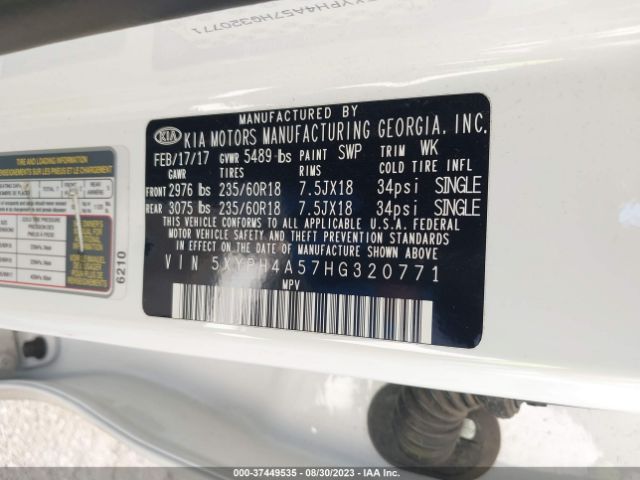 XYPH4A57HG320771
MANUFACTURED BY
KIA KIA MOTORS MANUFACTURING GEORGIA, INC.
FEB/17/17 GVWR 5489 lbs PAINT SWP TRIM WK
GAWR TIRES RIMS COLD TIRE INFL
FRONT 2976 lbs 235/60R18 7.5JX18 34psi SINGLE
REAR 3075 lbs 235/60R18 7.5JX18 34psi SINGLE
THIS VEHICLE CONFORMS TO ALL APPLICABLE U.S.A. FEDERAL
MOTOR VEHICLE SAFETY AND THEFT PREVENTION STANDARDS IN
EFFECT ON THE DATE OF MANUFACTURE SHOWN ABOVE.
VIN 5XYPH4A57HG320771
MPV
TIRE AND LOADING INFORMATION
6210
000-37449535 - 08/30/2023 - IAA Inc.